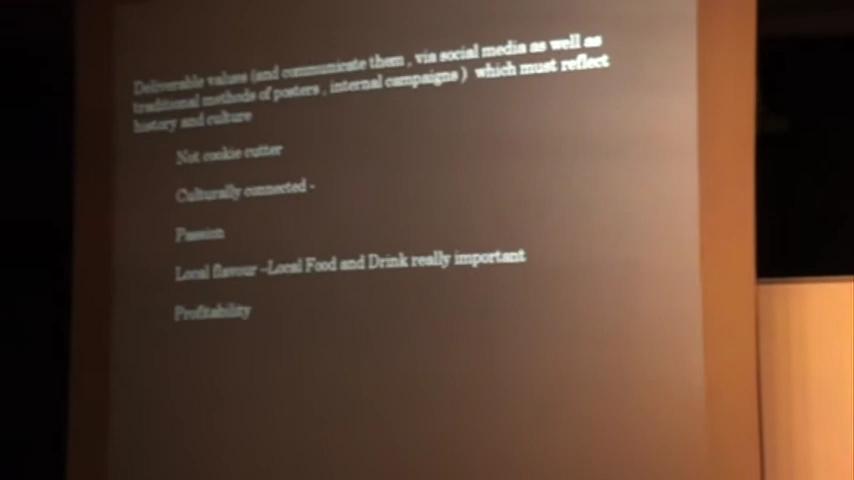 Deliverable values (and communicate them , via social media as well as
traditional methods of posters , internal campaigns ) which must reflect
history and culture
Not cookie cutter
Culturally connected -
Passion
Local flavour –Local Food and Drink really important
Profitability